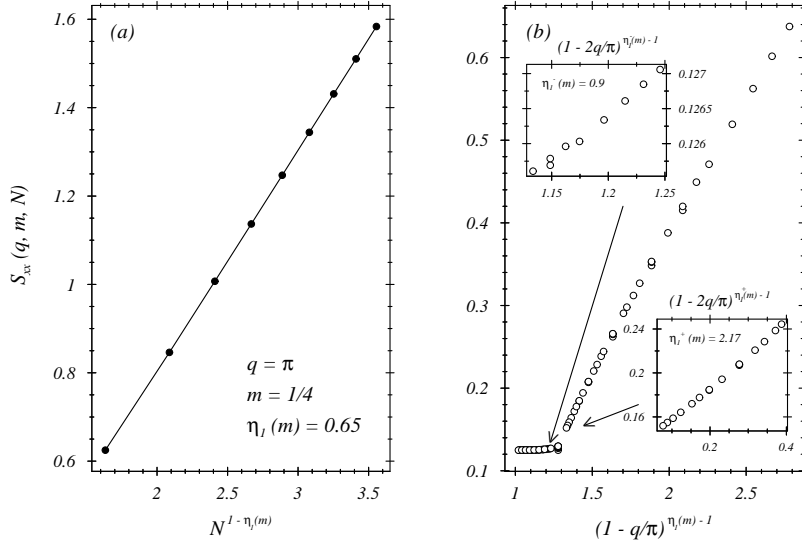 (a)
S_xx (q, m, N)
1.6
1.4
1.2
1
0.8
0.6
q = π
m = 1/4
η_1 (m) = 0.65
2
2.5
3
3.5
N^{1 - η_1(m)}
(b)
0.6
0.5
0.4
0.3
0.2
0.1
(1 - 2q/π)^{η_1^-(m) - 1}
η_1^- (m) = 0.9
0.127
0.1265
0.126
1.15
1.2
1.25
(1 - 2q/π)^{η_1^+(m) - 1}
η_1^+ (m) = 2.17
0.24
0.2
0.16
0.2
0.4
1
1.5
2
2.5
(1 - q/π)^{η_1(m) - 1}